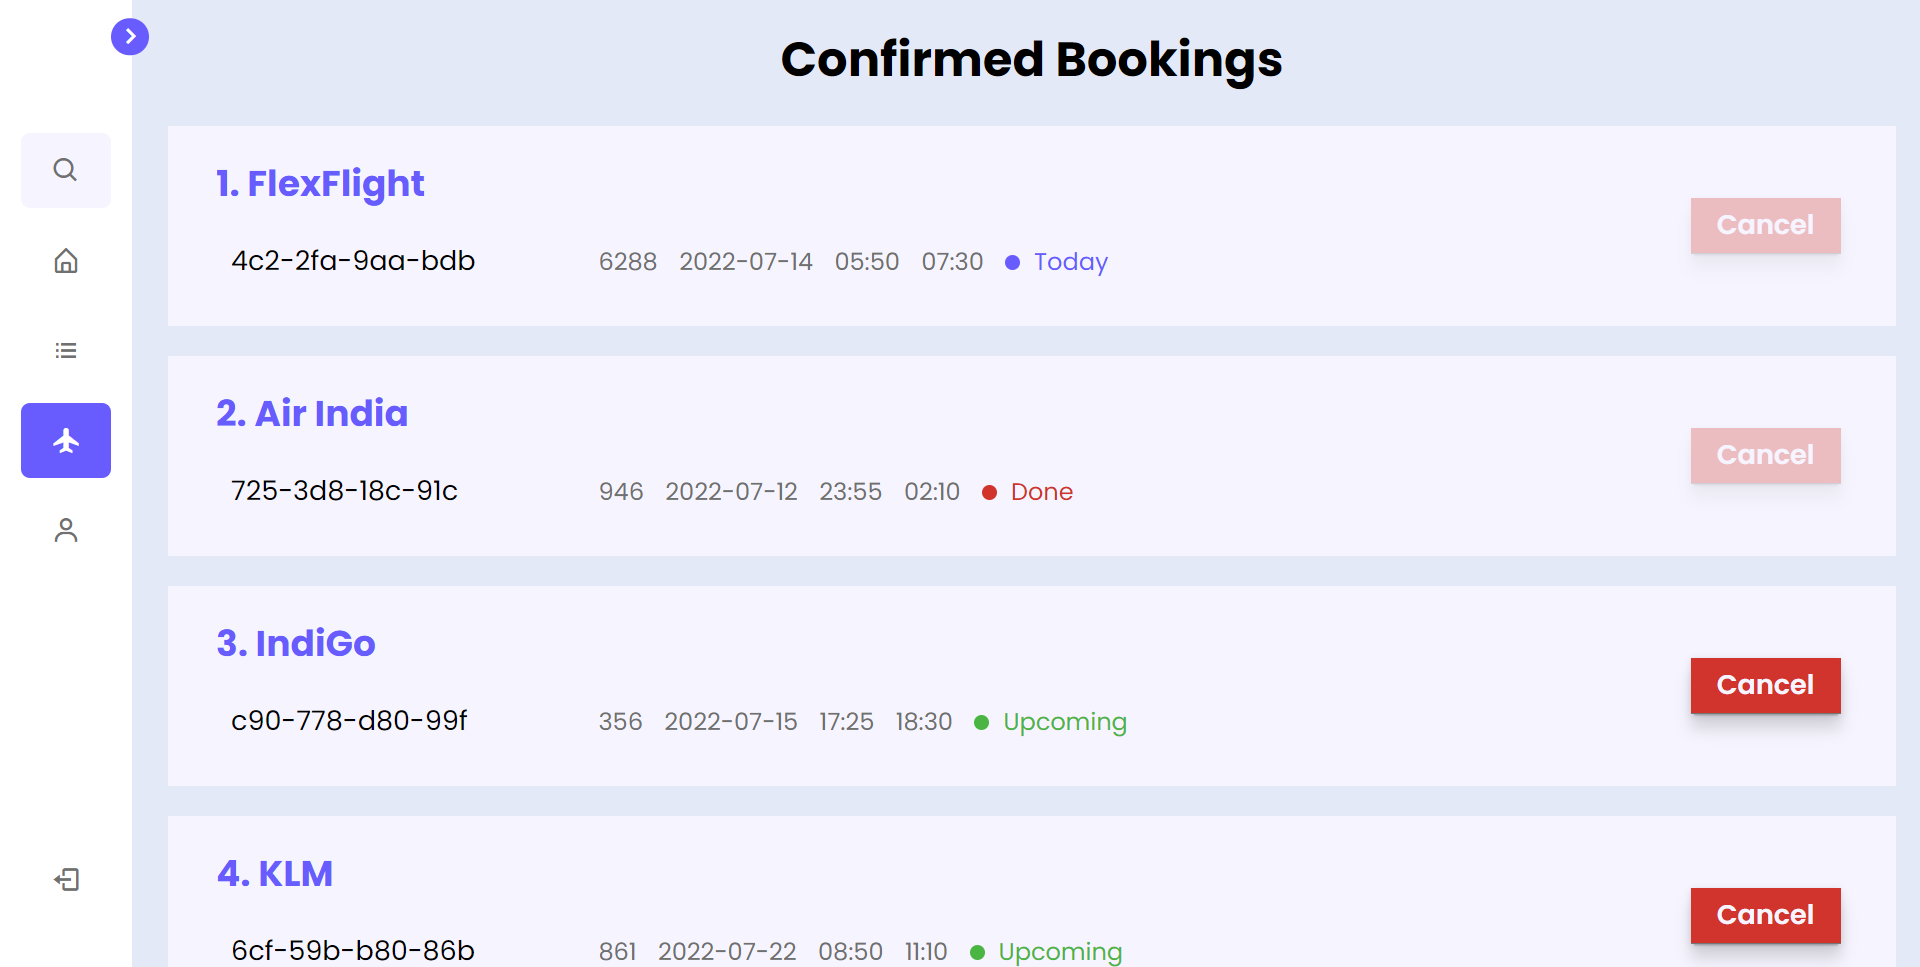 Confirmed Bookings
1. FlexFlight
Cancel
4c2-2fa-9aa-bdb 6288 2022-07-14 05:50 07:30 Today
2. Air India
Cancel
725-3d8-18c-91c 946 2022-07-12 23:55 02:10 Done
3. IndiGo
Cancel
c90-778-d80-99f 356 2022-07-15 17:25 18:30 Upcoming
4. KLM
Cancel
6cf-59b-b80-86b 861 2022-07-22 08:50 11:10 Upcoming